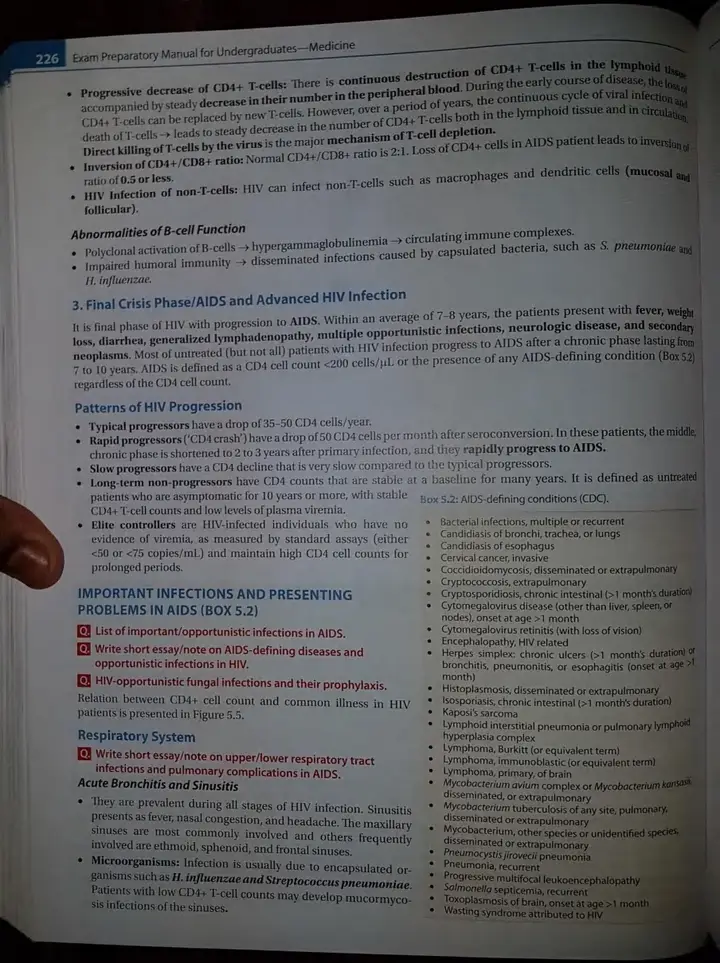 226 Exam Preparatory Manual for Undergraduates—Medicine
• Progressive decrease of CD4+ T-cells: There is continuous destruction of CD4+ T-cells in the lymphoid tissue
accompanied by steady decrease in their number in the peripheral blood. During the early course of disease, the loss of
CD4+ T-cells can be replaced by new T-cells. However, over a period of years, the continuous cycle of viral infection and
death of T-cells → leads to steady decrease in the number of CD4+ T-cells both in the lymphoid tissue and in circulation.
Direct killing of T-cells by the virus is the major mechanism of T-cell depletion.
• Inversion of CD4+/CD8+ ratio: Normal CD4+/CD8+ ratio is 2:1. Loss of CD4+ cells in AIDS patient leads to inversion of
ratio of 0.5 or less.
• HIV Infection of non-T-cells: HIV can infect non-T-cells such as macrophages and dendritic cells (mucosal and
follicular).
Abnormalities of B-cell Function
• Polyclonal activation of B-cells → hypergammaglobulinemia → circulating immune complexes.
• Impaired humoral immunity → disseminated infections caused by capsulated bacteria, such as S. pneumoniae and
H. influenzae.
3. Final Crisis Phase/AIDS and Advanced HIV Infection
It is final phase of HIV with progression to AIDS. Within an average of 7–8 years, the patients present with fever, weight
loss, diarrhea, generalized lymphadenopathy, multiple opportunistic infections, neurologic disease, and secondary
neoplasms. Most of untreated (but not all) patients with HIV infection progress to AIDS after a chronic phase lasting from
7 to 10 years. AIDS is defined as a CD4 cell count <200 cells/μL or the presence of any AIDS-defining condition (Box 5.2)
regardless of the CD4 cell count.
Patterns of HIV Progression
• Typical progressors have a drop of 35–50 CD4 cells/year.
• Rapid progressors ('CD4 crash') have a drop of 50 CD4 cells per month after seroconversion. In these patients, the middle,
chronic phase is shortened to 2 to 3 years after primary infection, and they rapidly progress to AIDS.
• Slow progressors have a CD4 decline that is very slow compared to the typical progressors.
• Long-term non-progressors have CD4 counts that are stable at a baseline for many years. It is defined as untreated
patients who are asymptomatic for 10 years or more, with stable
CD4+ T-cell counts and low levels of plasma viremia.
• Elite controllers are HIV-infected individuals who have no
evidence of viremia, as measured by standard assays (either
<50 or <75 copies/mL) and maintain high CD4 cell counts for
prolonged periods.
IMPORTANT INFECTIONS AND PRESENTING
PROBLEMS IN AIDS (BOX 5.2)
Q. List of important/opportunistic infections in AIDS.
Q. Write short essay/note on AIDS-defining diseases and
opportunistic infections in HIV.
Q. HIV-opportunistic fungal infections and their prophylaxis.
Relation between CD4+ cell count and common illness in HIV
patients is presented in Figure 5.5.
Respiratory System
Q. Write short essay/note on upper/lower respiratory tract
infections and pulmonary complications in AIDS.
Acute Bronchitis and Sinusitis
• They are prevalent during all stages of HIV infection. Sinusitis
presents as fever, nasal congestion, and headache. The maxillary
sinuses are most commonly involved and others frequently
involved are ethmoid, sphenoid, and frontal sinuses.
• Microorganisms: Infection is usually due to encapsulated or-
ganisms such as H. influenzae and Streptococcus pneumoniae.
Patients with low CD4+ T-cell counts may develop mucormyco-
sis infections of the sinuses.
Box 5.2: AIDS-defining conditions (CDC).
• Bacterial infections, multiple or recurrent
• Candidiasis of bronchi, trachea, or lungs
• Candidiasis of esophagus
• Cervical cancer, invasive
• Coccidioidomycosis, disseminated or extrapulmonary
• Cryptococcosis, extrapulmonary
• Cryptosporidiosis, chronic intestinal (>1 month's duration)
• Cytomegalovirus disease (other than liver, spleen, or
nodes), onset at age >1 month
• Cytomegalovirus retinitis (with loss of vision)
• Encephalopathy, HIV related
• Herpes simplex: chronic ulcers (>1 month's duration) or
bronchitis, pneumonitis, or esophagitis (onset at age >1
month)
• Histoplasmosis, disseminated or extrapulmonary
• Isosporiasis, chronic intestinal (>1 month's duration)
• Kaposi's sarcoma
• Lymphoid interstitial pneumonia or pulmonary lymphoid
hyperplasia complex
• Lymphoma, Burkitt (or equivalent term)
• Lymphoma, immunoblastic (or equivalent term)
• Lymphoma, primary, of brain
• Mycobacterium avium complex or Mycobacterium kansasii,
disseminated, or extrapulmonary
• Mycobacterium tuberculosis of any site, pulmonary,
disseminated or extrapulmonary
• Mycobacterium, other species or unidentified species,
disseminated or extrapulmonary
• Pneumocystis jirovecii pneumonia
• Pneumonia, recurrent
• Progressive multifocal leukoencephalopathy
• Salmonella septicemia, recurrent
• Toxoplasmosis of brain, onset at age >1 month
• Wasting syndrome attributed to HIV